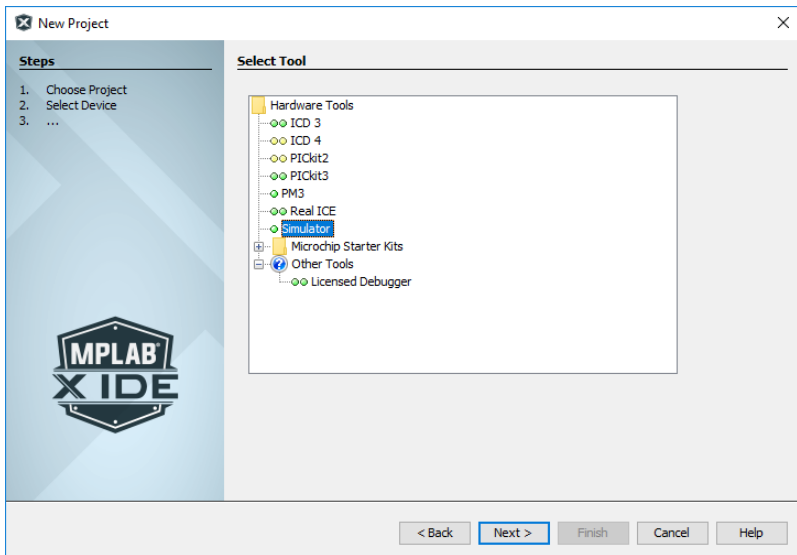 New Project
Steps
1. Choose Project
2. Select Device
3. ...
MPLAB
X IDE
Select Tool
Hardware Tools
ICD 3
ICD 4
PICkit2
PICkit3
PM3
Real ICE
Simulator
Microchip Starter Kits
Other Tools
Licensed Debugger
< Back Next > Finish Cancel Help